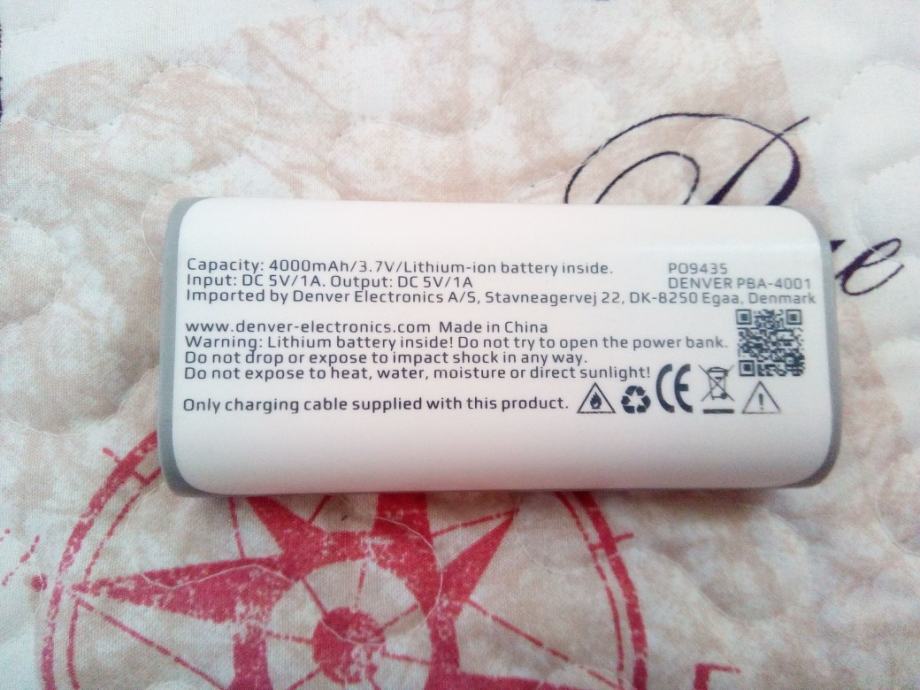 Capacity: 4000mAh/3.7V/Lithium-ion battery inside. PO9435
Input: DC 5V/1A. Output: DC 5V/1A DENVER PBA-4001
Imported by Denver Electronics A/S, Stavneagervej 22, DK-8250 Egaa, Denmark
www.denver-electronics.com Made in China
Warning: Lithium battery inside! Do not try to open the power bank.
Do not drop or expose to impact shock in any way.
Do not expose to heat, water, moisture or direct sunlight!
Only charging cable supplied with this product. CE